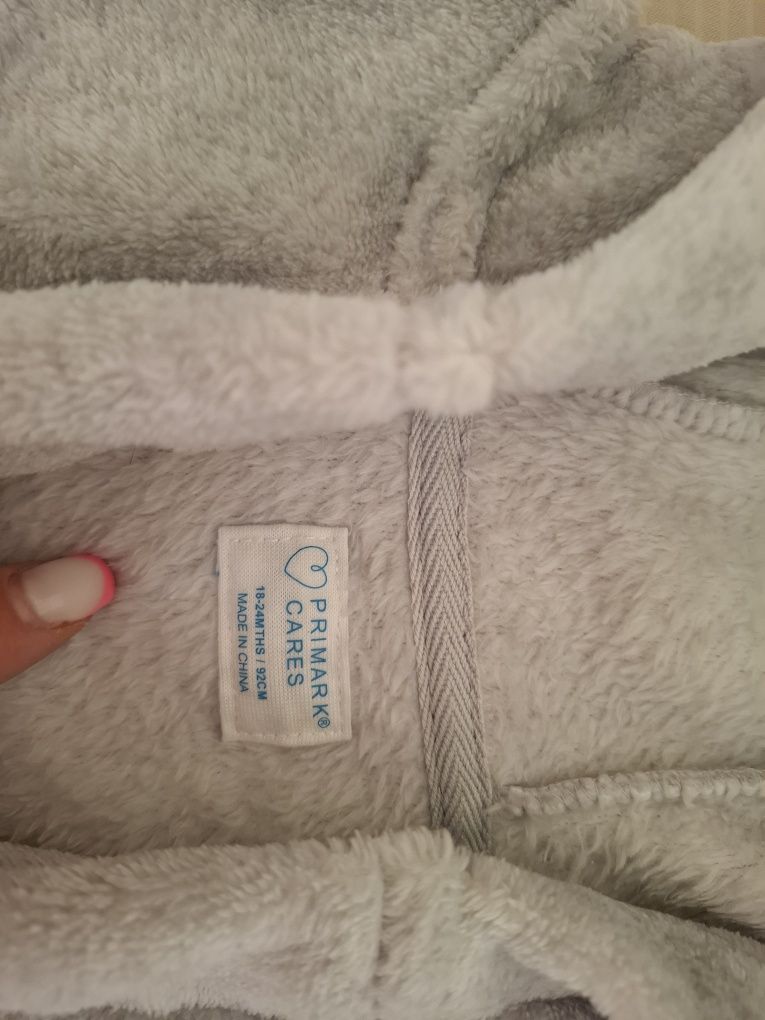 PRIMARK®
CARES
18-24MTHS / 92CM
MADE IN CHINA